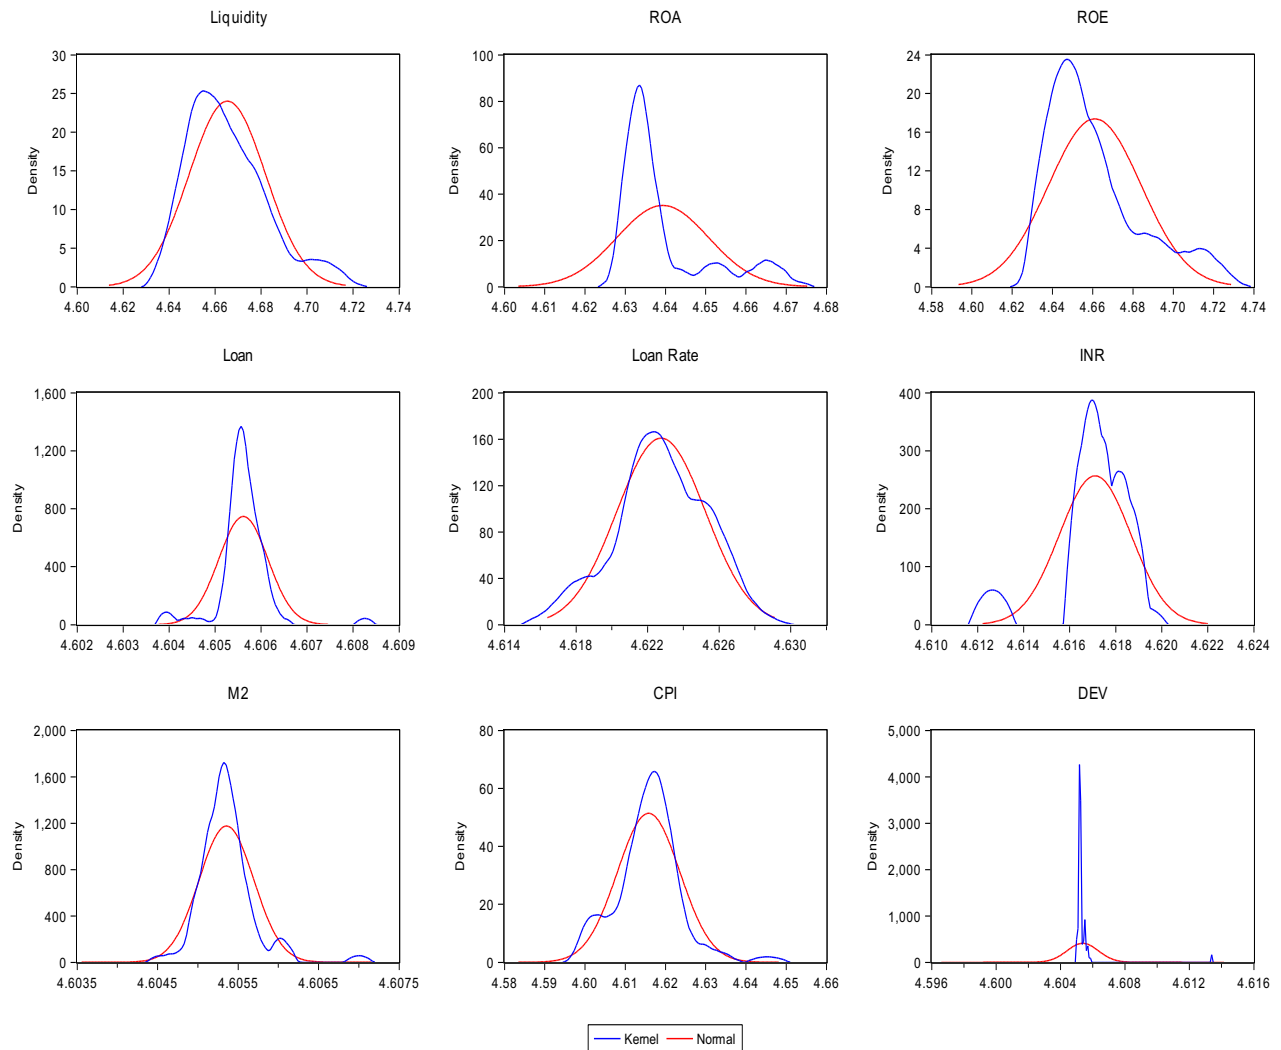 Liquidity ROA ROE
30 100 24
25 80 20
20 60 16
15 40 12
10 20 8
5 0 4
0 0
Density Density Density
4.60 4.62 4.64 4.66 4.68 4.70 4.72 4.74 4.60 4.61 4.62 4.63 4.64 4.65 4.66 4.67 4.68 4.58 4.60 4.62 4.64 4.66 4.68 4.70 4.72 4.74
Loan Loan Rate INR
1,600 200 400
1,200 160 300
800 120 200
400 80 100
0 40 0
0
Density Density Density
4.602 4.603 4.604 4.605 4.606 4.607 4.608 4.609 4.614 4.618 4.622 4.626 4.630 4.610 4.612 4.614 4.616 4.618 4.620 4.622 4.624
M2 CPI DEV
2,000 80 5,000
1,600 60 4,000
1,200 40 3,000
800 20 2,000
400 0 1,000
0 0
Density Density Density
4.6035 4.6045 4.6055 4.6065 4.6075 4.58 4.59 4.60 4.61 4.62 4.63 4.64 4.65 4.66 4.596 4.600 4.604 4.608 4.612 4.616
Kernel Normal